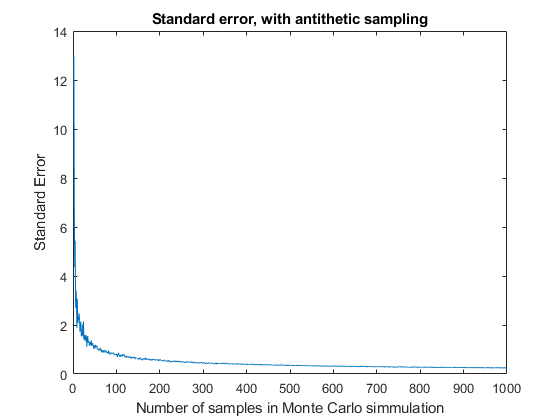 Standard error, with antithetic sampling
14
12
10
8
6
4
2
0
Standard Error
0 100 200 300 400 500 600 700 800 900 1000
Number of samples in Monte Carlo simmulation